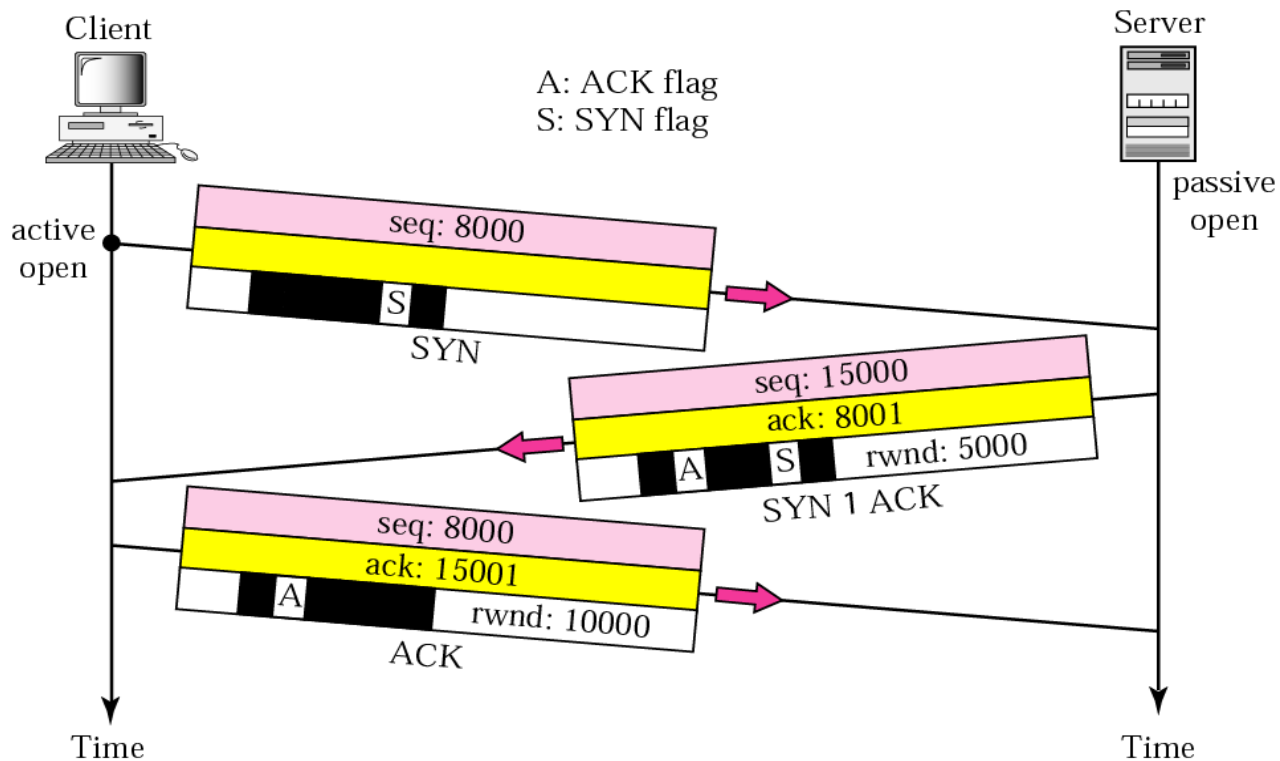 Client
Server
A: ACK flag
S: SYN flag
passive
open
active
open
seq: 8000
S
SYN
seq: 15000
ack: 8001
A
S
rwnd: 5000
SYN 1 ACK
seq: 8000
ack: 15001
A
rwnd: 10000
ACK
Time
Time